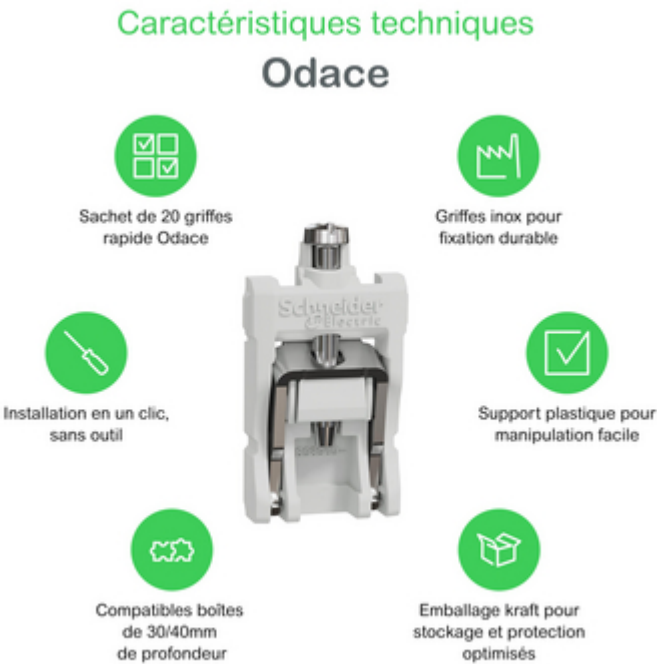 Caractéristiques techniques
Odace
Sachet de 20 griffes
rapide Odace
Griffes inox pour
fixation durable
Schneider
Electric
Installation en un clic,
sans outil
Support plastique pour
manipulation facile
Compatibles boîtes
de 30/40mm
de profondeur
Emballage kraft pour
stockage et protection
optimisés